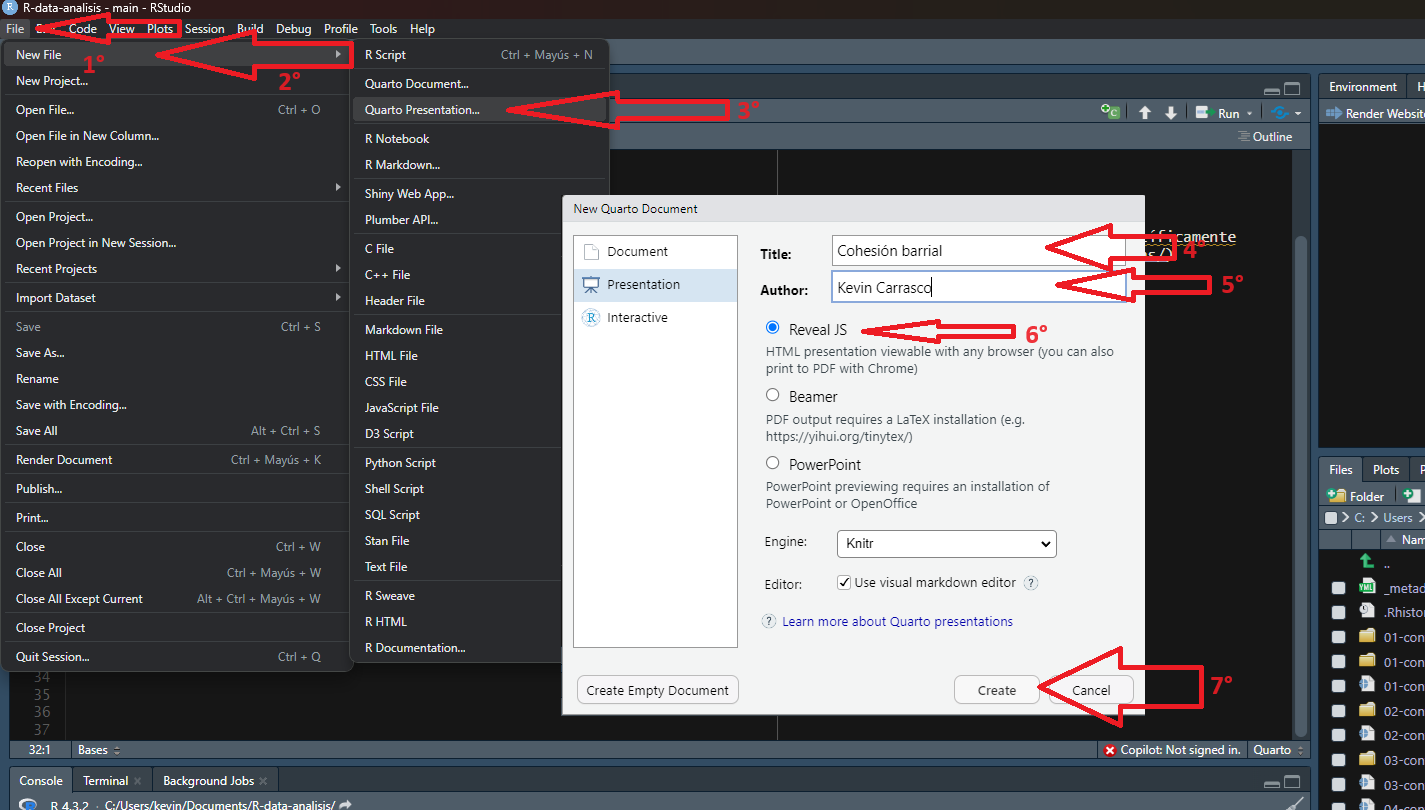 R-data-analisis - main - RStudio
File Code View Plots Session Build Debug Profile Tools Help
1°
2°
New File
New Project...
Open File... Ctrl + O
Open File in New Column...
Reopen with Encoding...
Recent Files
Open Project...
Open Project in New Session...
Recent Projects
Import Dataset
Save Ctrl + S
Save As...
Rename
Save with Encoding...
Save All Alt + Ctrl + S
Render Document Ctrl + Mayús + K
Publish...
Print...
Close Ctrl + W
Close All Ctrl + Mayús + W
Close All Except Current Alt + Ctrl + Mayús + W
Close Project
Quit Session... Ctrl + Q
R Script Ctrl + Mayús + N
Quarto Document...
Quarto Presentation...
3°
R Notebook
R Markdown...
Shiny Web App...
Plumber API...
C File
C++ File
Header File
Markdown File
HTML File
CSS File
JavaScript File
D3 Script
Python Script
Shell Script
SQL Script
Stan File
Text File
R Sweave
R HTML
R Documentation...
Run
Outline
íficamente
s/)
New Quarto Document
Document
Presentation
Interactive
Title: Cohesión barrial
4°
Author: Kevin Carrasco
5°
Reveal JS
6°
HTML presentation viewable with any browser (you can also
print to PDF with Chrome)
Beamer
PDF output requires a LaTeX installation (e.g.
https://yihui.org/tinytex/)
PowerPoint
PowerPoint previewing requires an installation of
PowerPoint or OpenOffice
Engine: Knitr
Editor: Use visual markdown editor ?
? Learn more about Quarto presentations
Create Empty Document Create Cancel
7°
34
35
36
37
32:1 Bases
Copilot: Not signed in. Quarto
Console Terminal Background Jobs
R 4.3.2 · C:/Users/kevin/Documents/R-data-analisis/
Environment H
Render Website
Files Plots P
Folder
C: Users
Nam
..
_metad
.Rhistor
01-con
01-con
01-con
02-con
02-con
03-con
03-con
04-con